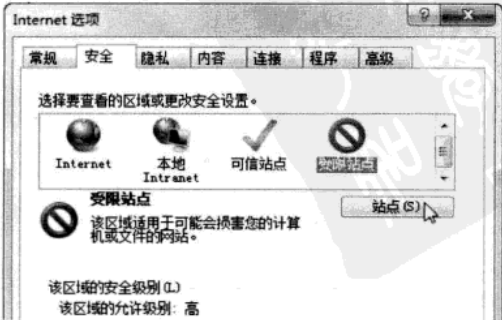 Internet 选项
常规 安全 隐私 内容 连接 程序 高级
选择要查看的区域或更改安全设置。
Internet 本地 Intranet 可信站点 受限站点
受限站点
站点(S)
该区域适用于可能会损害您的计算
机或文件的网站。
该区域的安全级别(L)
该区域的允许级别: 高